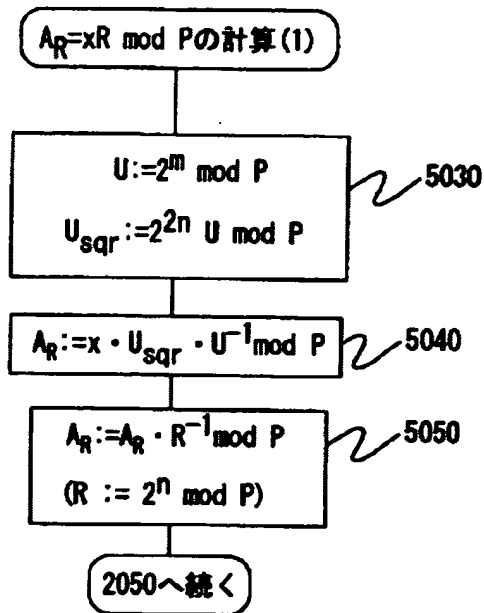 A_R=xR mod Pの計算(1)
U:=2^m mod P
U_sqr:=2^2n U mod P
5030
A_R:=x・U_sqr・U^-1 mod P
5040
A_R:=A_R・R^-1 mod P
(R := 2^n mod P)
5050
2050へ続く